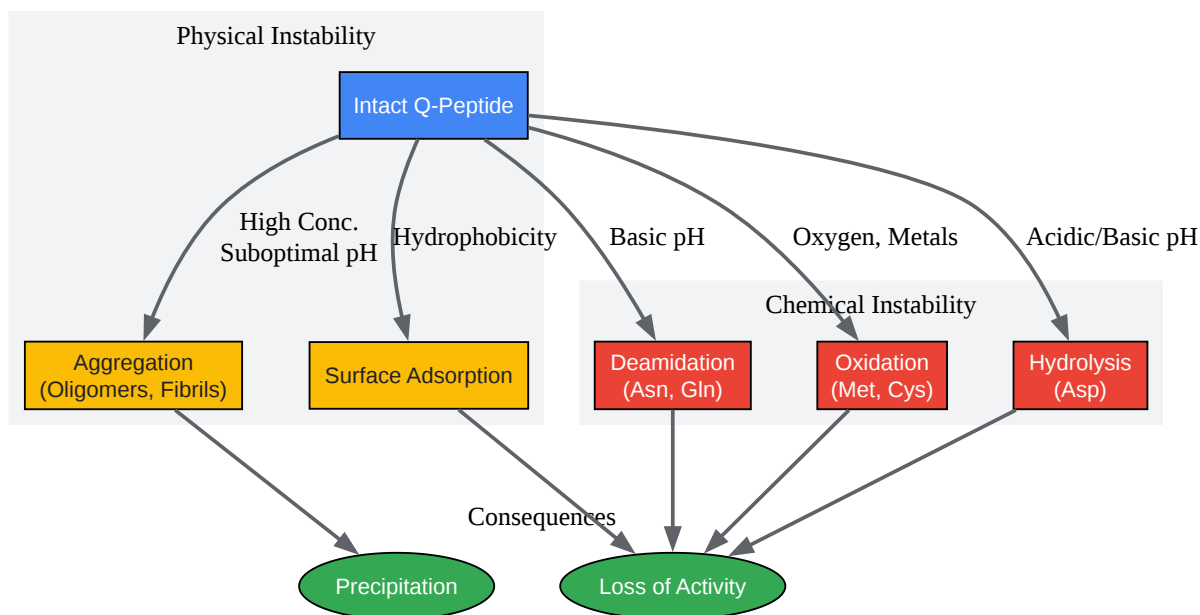 Physical Instability
Intact Q-Peptide
High Conc.
Suboptimal pH
Hydrophobicity
Basic pH
Oxygen, Metals
Acidic/Basic pH
Chemical Instability
Aggregation
(Oligomers, Fibrils)
Surface Adsorption
Deamidation
(Asn, Gln)
Oxidation
(Met, Cys)
Hydrolysis
(Asp)
Consequences
Precipitation
Loss of Activity